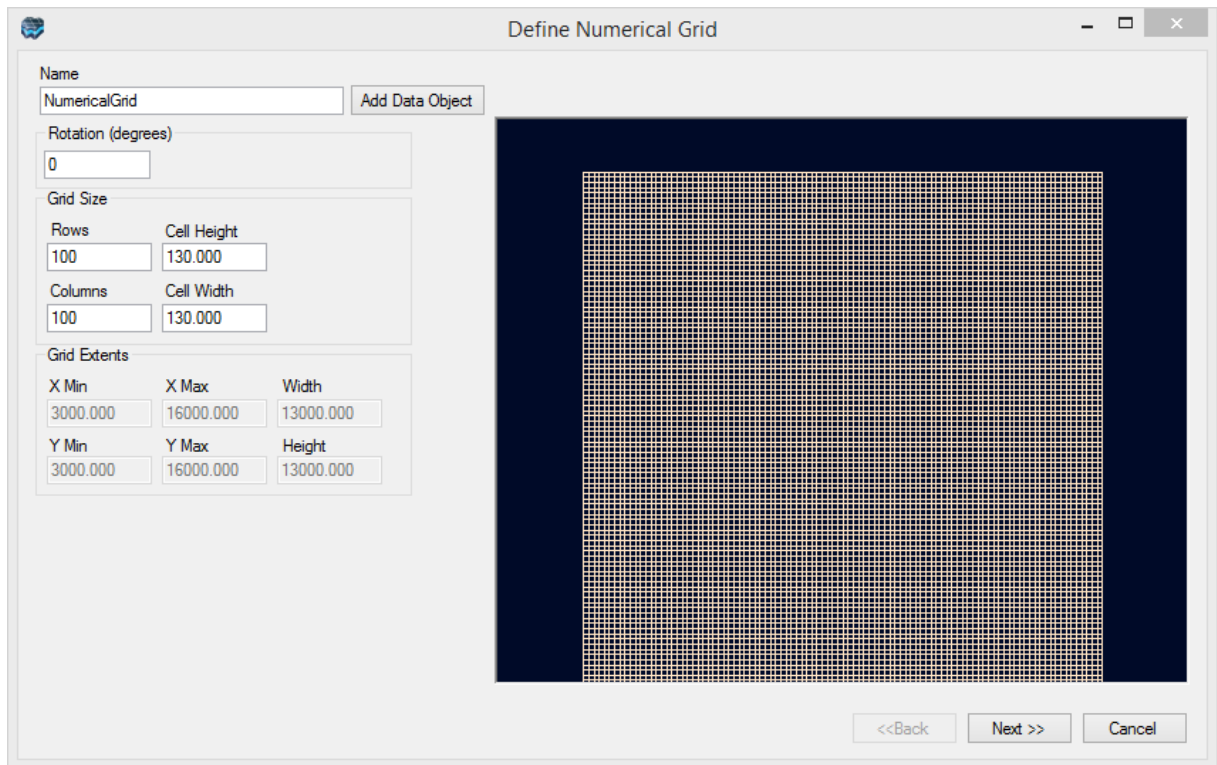 Define Numerical Grid
Name
NumericalGrid
Add Data Object
Rotation (degrees)
0
Grid Size
Rows Cell Height
100 130.000
Columns Cell Width
100 130.000
Grid Extents
X Min X Max Width
3000.000 16000.000 13000.000
Y Min Y Max Height
3000.000 16000.000 13000.000
<<Back Next >> Cancel